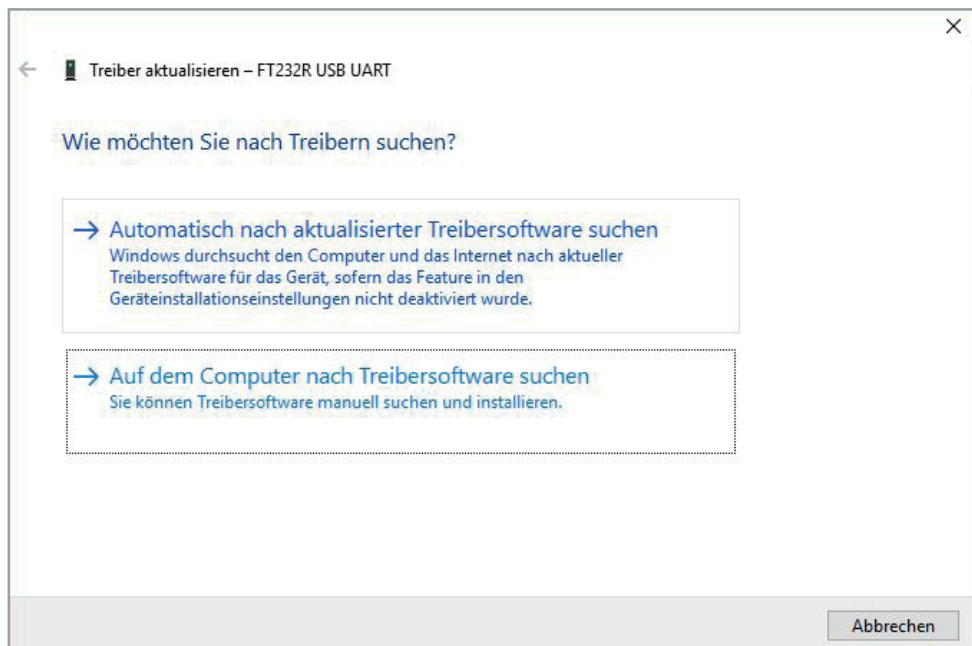 Treiber aktualisieren – FT232R USB UART
Wie möchten Sie nach Treibern suchen?
Automatisch nach aktualisierter Treibersoftware suchen
Windows durchsucht den Computer und das Internet nach aktueller
Treibersoftware für das Gerät, sofern das Feature in den
Geräteinstallationseinstellungen nicht deaktiviert wurde.
Auf dem Computer nach Treibersoftware suchen
Sie können Treibersoftware manuell suchen und installieren.
Abbrechen